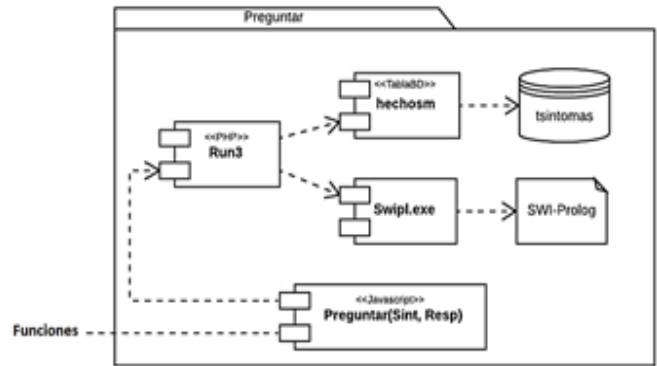 Preguntar
<<TablaBD>>
hechosm
tsintomas
<<PHP>>
Run3
Swipl.exe
SWI-Prolog
<<Javascript>>
Preguntar(Sint, Resp)
Funciones